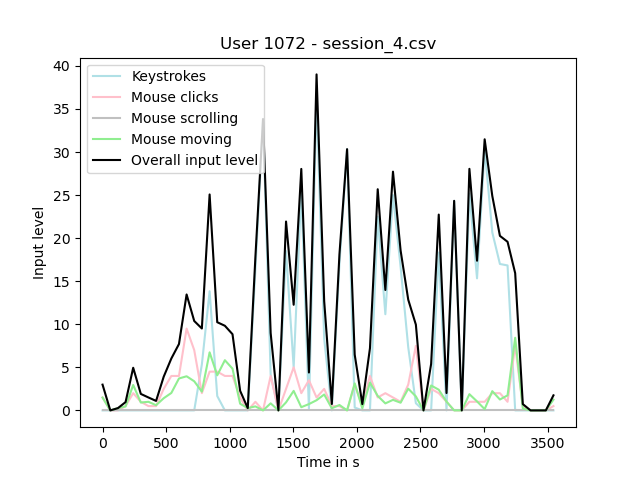 User 1072 - session_4.csv
Keystrokes
Mouse clicks
Mouse scrolling
Mouse moving
Overall input level
Input level
40
35
30
25
20
15
10
5
0
0 500 1000 1500 2000 2500 3000 3500
Time in s